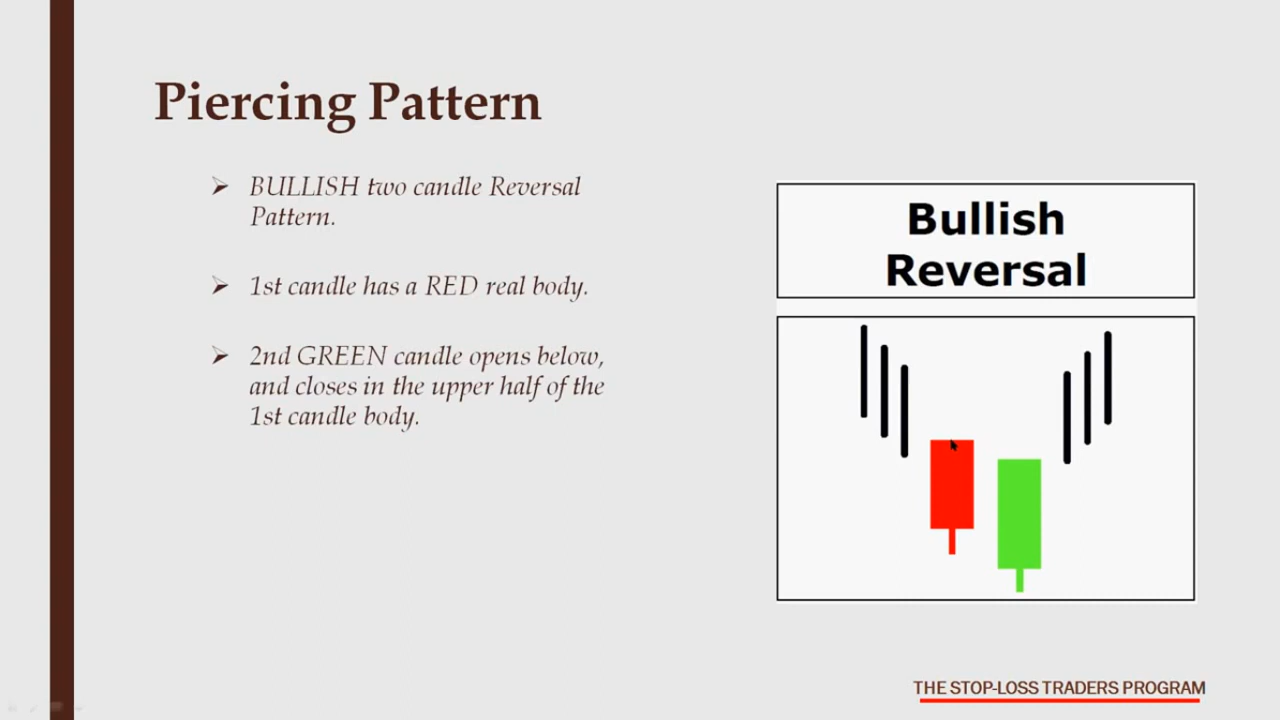 Piercing Pattern
BULLISH two candle Reversal
Pattern.
1st candle has a RED real body.
2nd GREEN candle opens below,
and closes in the upper half of the
1st candle body.
Bullish
Reversal
THE STOP-LOSS TRADERS PROGRAM